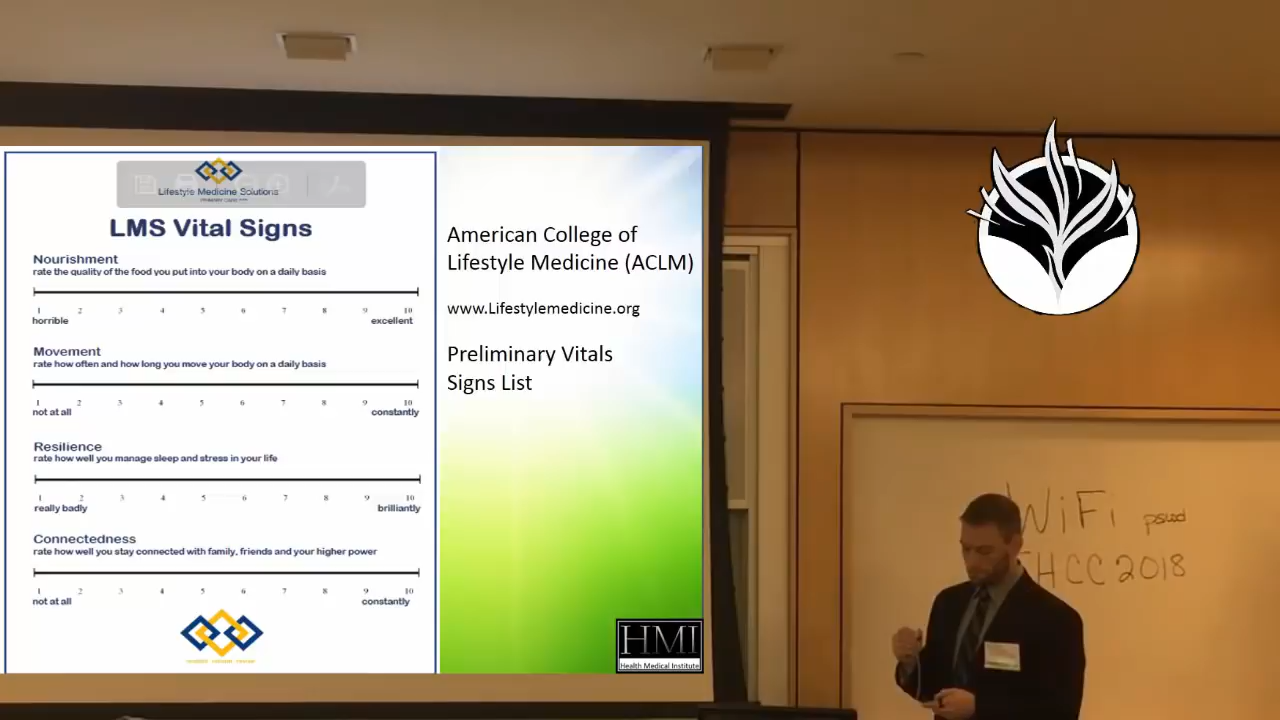 Lifestyle Medicine Solutions
LMS Vital Signs
Nourishment
rate the quality of the food you put into your body on a daily basis
1 2 3 4 5 6 7 8 9 10
horrible excellent
Movement
rate how often and how long you move your body on a daily basis
1 2 3 4 5 6 7 8 9 10
not at all constantly
Resilience
rate how well you manage sleep and stress in your life
1 2 3 4 5 6 7 8 9 10
really badly brilliantly
Connectedness
rate how well you stay connected with family, friends and your higher power
1 2 3 4 5 6 7 8 9 10
not at all constantly
American College of
Lifestyle Medicine (ACLM)
www.Lifestylemedicine.org
Preliminary Vitals
Signs List
HMI
Health Medical Institute
WiFi pswd
HCC2018